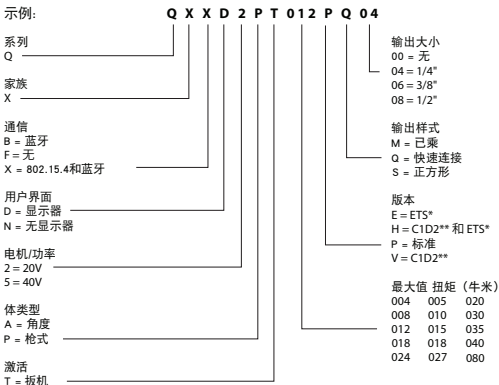 示例:
Q X X D 2 P T 0 1 2 P Q 0 4
系列
Q
家族
X
通信
B = 蓝牙
F = 无
X = 802.15.4和蓝牙
用户界面
D = 显示器
N = 无显示器
电机/功率
2 = 20V
5 = 40V
体类型
A = 角度
P = 枪式
激活
T = 扳机
输出大小
00 = 无
04 = 1/4"
06 = 3/8"
08 = 1/2"
输出样式
M = 已乘
Q = 快速连接
S = 正方形
版本
E = ETS*
H = C1D2** 和 ETS*
P = 标准
V = C1D2**
最大值 扭矩 (牛米)
004 005 020
008 010 030
012 015 035
018 018 040
024 027 080